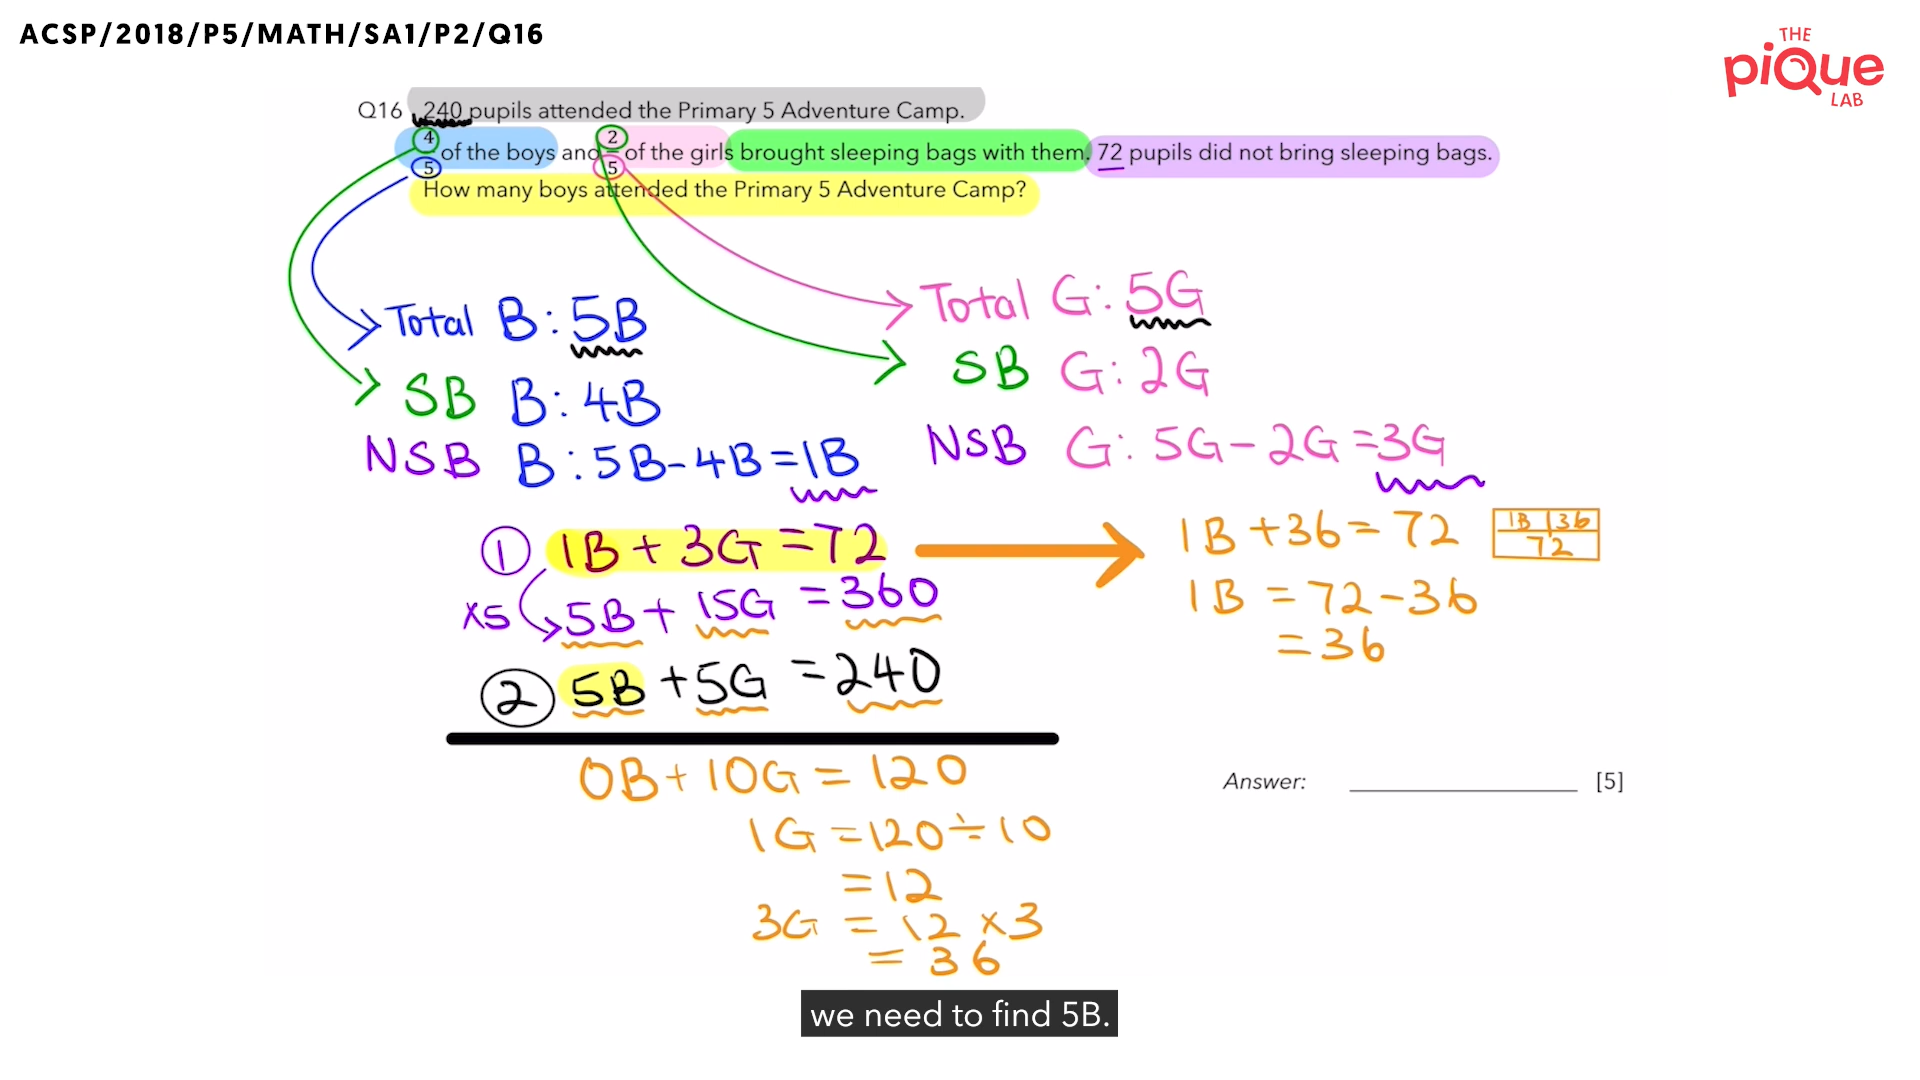 ACSP/2018/P5/MATH/SA1/P2/Q16
THE
piQue
LAB
Q16 240 pupils attended the Primary 5 Adventure Camp.
4/5 of the boys and 2/5 of the girls brought sleeping bags with them. 72 pupils did not bring sleeping bags.
How many boys attended the Primary 5 Adventure Camp?
Total B: 5B
SB B: 4B
NSB B: 5B-4B=1B
Total G: 5G
SB G: 2G
NSB G: 5G-2G=3G
1 1B + 3G = 72
x5 5B + 15G = 360
2 5B + 5G = 240
0B + 10G = 120
1G = 120 ÷ 10
= 12
3G = 12 x 3
= 36
1B + 36 = 72
1B 36
72
1B = 72 - 36
= 36
Answer: ____________ [5]
we need to find 5B.